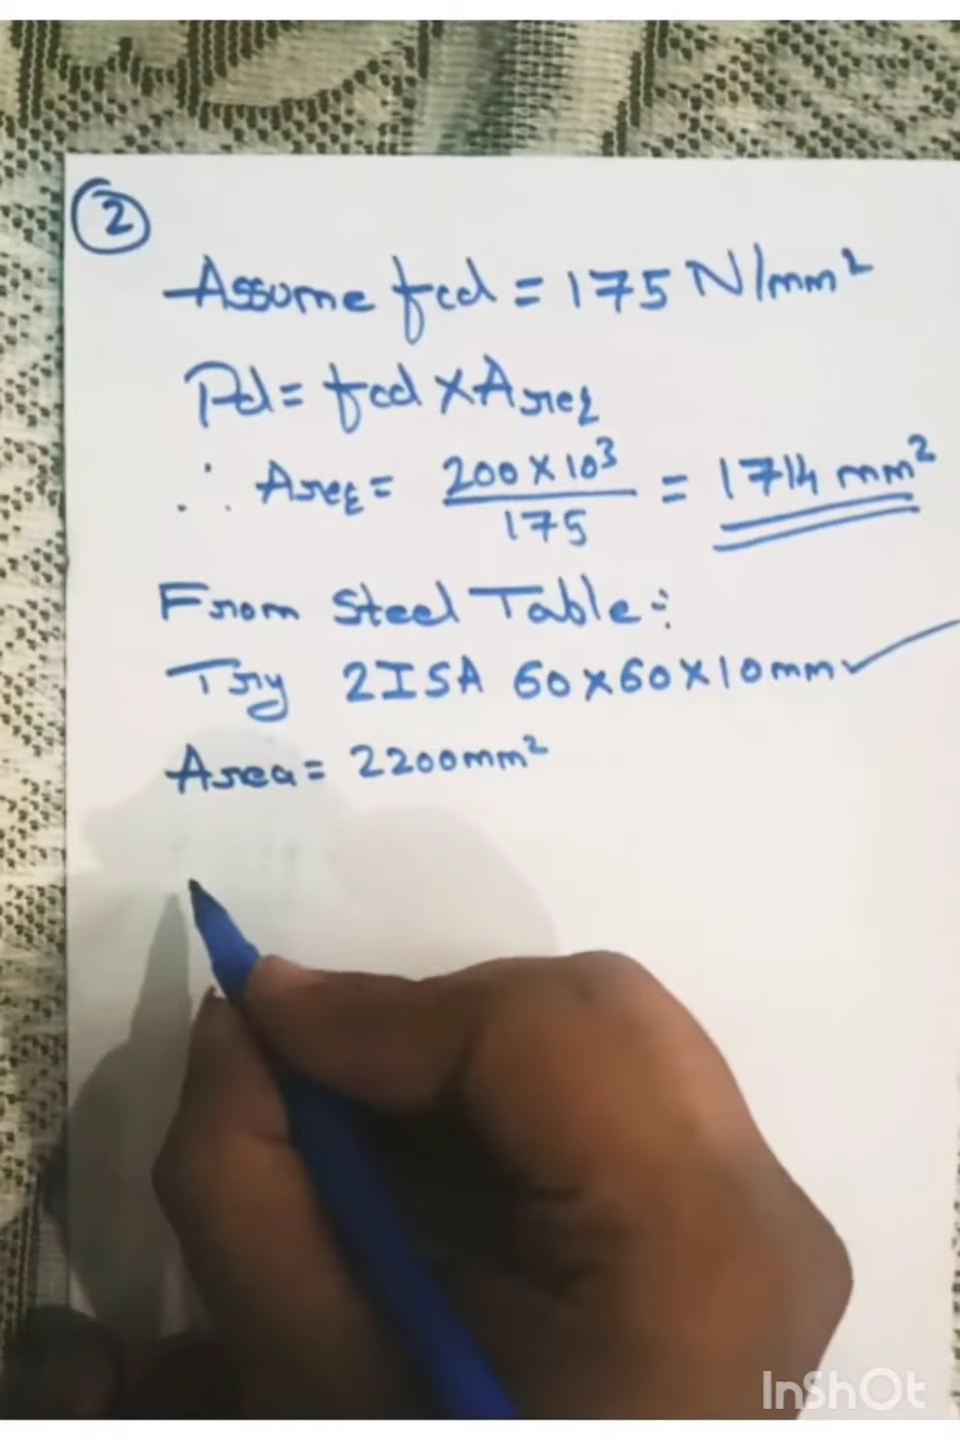 2
Assume fcd = 175 N/mm²
Pd = fcd × Areq
∴ Areq = 200 × 10³ / 175 = 1714 mm²
From Steel Table :
Try 2ISA 60×60×10mm ✓
Area = 2200mm²
InShOt